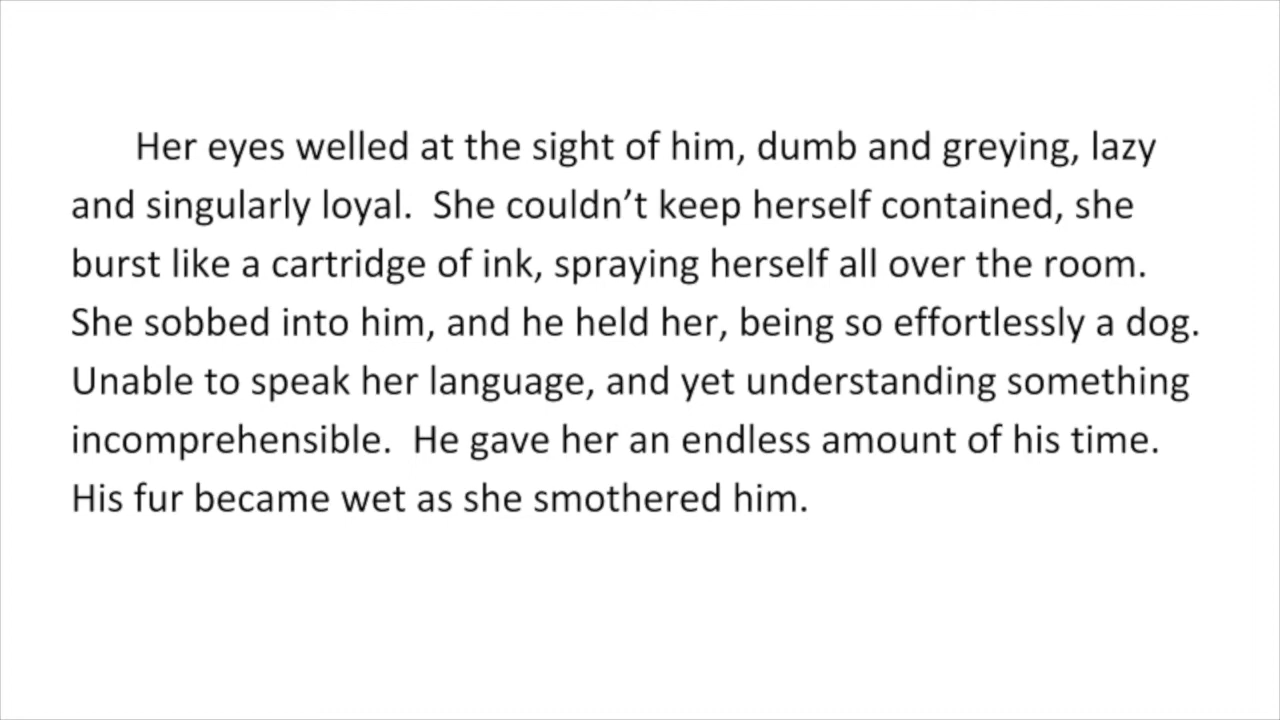 Her eyes welled at the sight of him, dumb and greying, lazy
and singularly loyal.  She couldn’t keep herself contained, she
burst like a cartridge of ink, spraying herself all over the room.
She sobbed into him, and he held her, being so effortlessly a dog.
Unable to speak her language, and yet understanding something
incomprehensible.  He gave her an endless amount of his time.
His fur became wet as she smothered him.